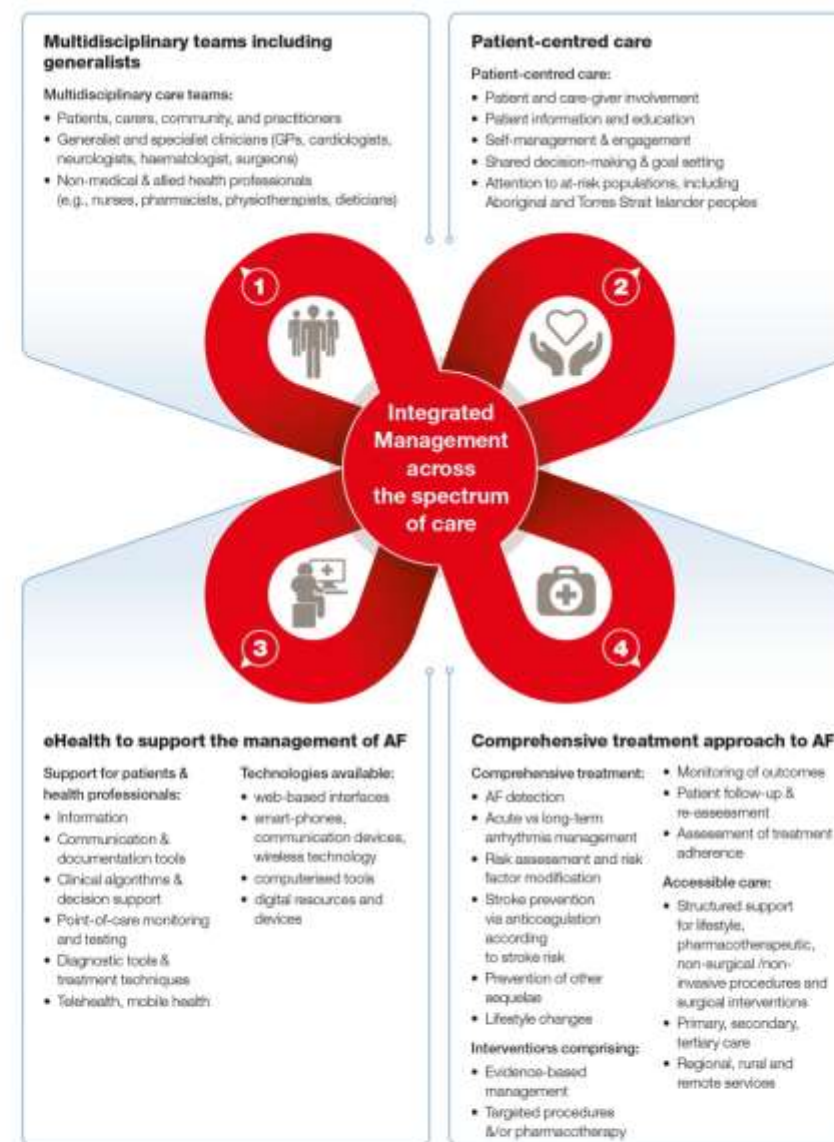 Multidisciplinary teams including
generalists
Multidisciplinary care teams:
• Patients, carers, community, and practitioners
• Generalist and specialist clinicians (GPs, cardiologists,
neurologists, haematologist, surgeons)
• Non-medical & allied health professionals
(e.g., nurses, pharmacists, physiotherapists, dieticians)
Patient-centred care
Patient-centred care:
• Patient and care-giver involvement
• Patient information and education
• Self-management & engagement
• Shared decision-making & goal setting
• Attention to at-risk populations, including
Aboriginal and Torres Strait Islander peoples
1
2
Integrated
Management
across
the spectrum
of care
3
4
eHealth to support the management of AF
Support for patients &
health professionals:
• Information
• Communication &
documentation tools
• Clinical algorithms &
decision support
• Point-of-care monitoring
and testing
• Diagnostic tools &
treatment techniques
• Telehealth, mobile health
Technologies available:
• web-based interfaces
• smart-phones,
communication devices,
wireless technology
• computerised tools
• digital resources and
devices
Comprehensive treatment approach to AF
Comprehensive treatment:
• AF detection
• Acute vs long-term
arrhythmia management
• Risk assessment and risk
factor modification
• Stroke prevention
via anticoagulation
according
to stroke risk
• Prevention of other
sequelae
• Lifestyle changes
Interventions comprising:
• Evidence-based
management
• Targeted procedures
&/or pharmacotherapy
• Monitoring of outcomes
• Patient follow-up &
re-assessment
• Assessment of treatment
adherence
Accessible care:
• Structured support
for lifestyle,
pharmacotherapeutic,
non-surgical /non-
invasive procedures and
surgical interventions
• Primary, secondary,
tertiary care
• Regional, rural and
remote services